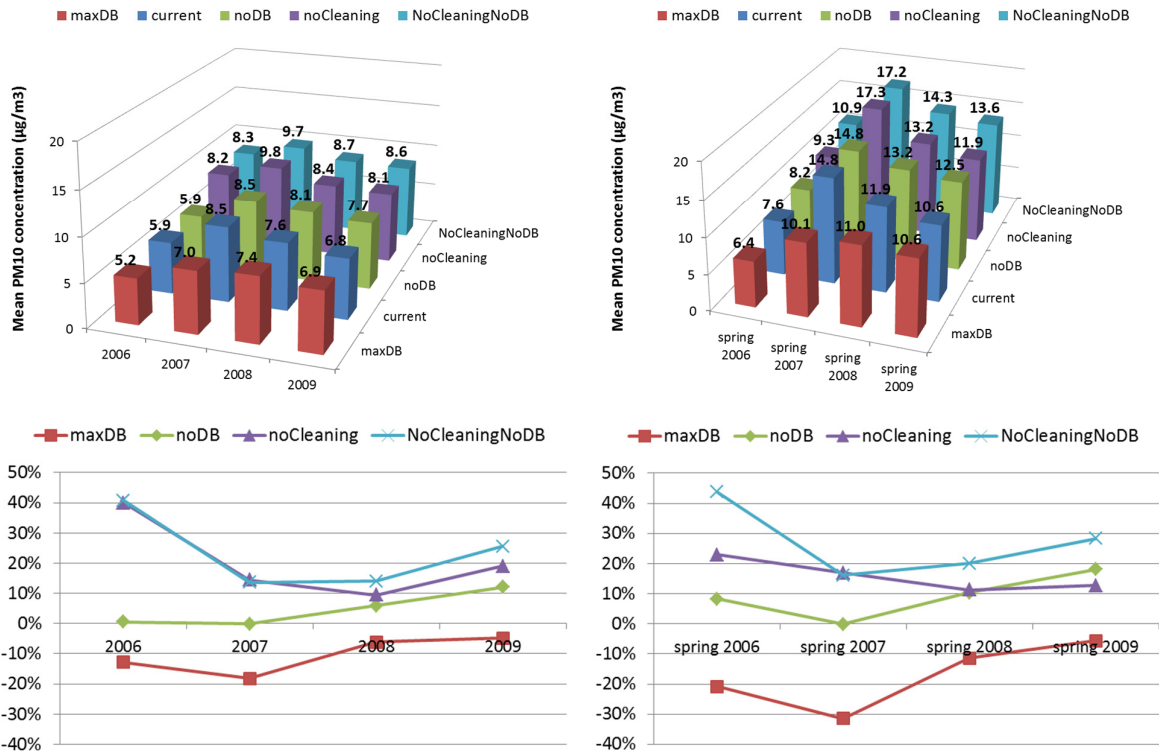 maxDB current noDB noCleaning NoCleaningNoDB
Mean PM10 concentration (µg/m3)
20
15
10
5
0
8.3 9.7 8.7 8.6
8.2 9.8 8.4 8.1
5.9 8.5 8.1 7.7
5.9 8.5 7.6 6.8
5.2 7.0 7.4 6.9
2006
2007
2008
2009
NoCleaningNoDB
noCleaning
noDB
current
maxDB
maxDB current noDB noCleaning NoCleaningNoDB
Mean PM10 concentration (µg/m3)
20
15
10
5
0
10.9 17.2 14.3 13.6
9.3 17.3 13.2 11.9
8.2 14.8 13.2 12.5
7.6 14.8 11.9 10.6
6.4 10.1 11.0 10.6
spring
2006
spring
2007
spring
2008
spring
2009
NoCleaningNoDB
noCleaning
noDB
current
maxDB
maxDB noDB noCleaning NoCleaningNoDB
50%
40%
30%
20%
10%
0%
-10%
-20%
-30%
-40%
2006 2007 2008 2009
maxDB noDB noCleaning NoCleaningNoDB
50%
40%
30%
20%
10%
0%
-10%
-20%
-30%
-40%
spring 2006 spring 2007 spring 2008 spring 2009